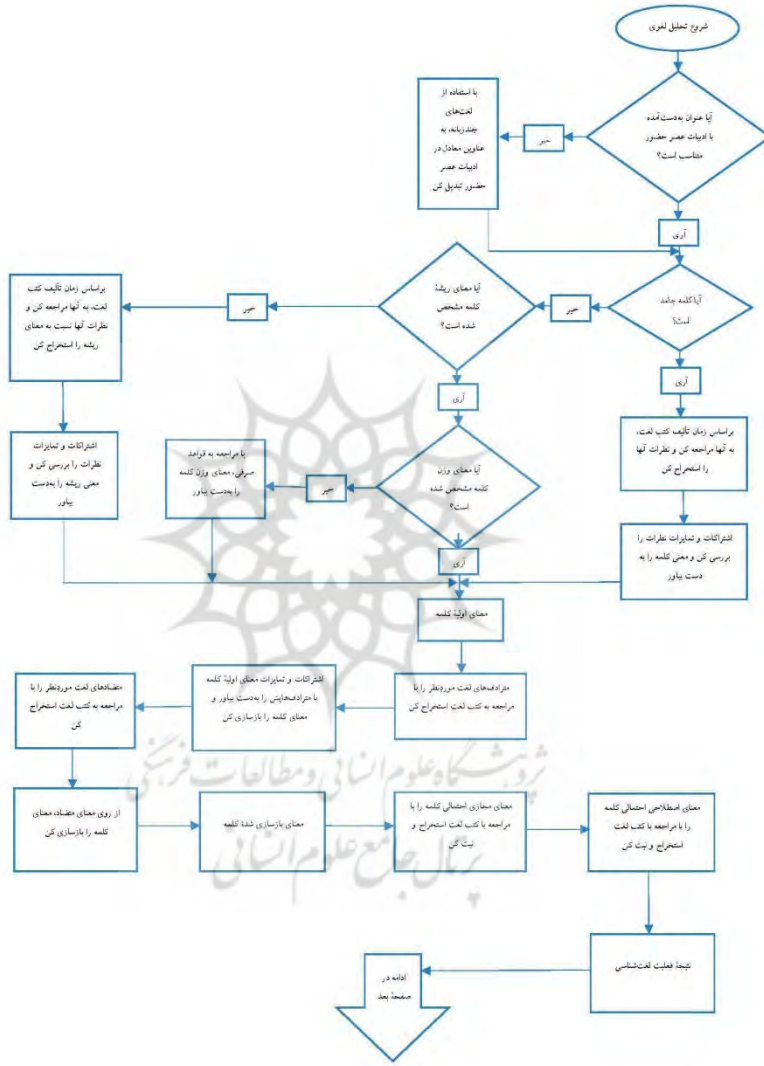 شروع تحلیل لغوی
آیا عنوان به‌دست‌آمده
با ادبیات عصر حضور
متناسب است؟
خیر
با استفاده از
لغت‌های
چندزبانه، به
عناوین معادل در
ادبیات عصر
حضور تبدیل کن
آری
آیا کلمه جامد
است؟
خیر
آیا معنای ریشهٔ
کلمه مشخص
شده است؟
خیر
براساس زمان تألیف کتب
لغت، به آنها مراجعه کن و
نظرات آنها نسبت به معنای
ریشه را استخراج کن
آری
آری
براساس زمان تألیف کتب لغت،
به آنها مراجعه کن و نظرات آنها
را استخراج کن
اشتراکات و تمایزات
نظرات را بررسی کن و
معنی ریشه را به‌دست
بیاور
آیا معنای وزن
کلمه مشخص شده
است؟
خیر
با مراجعه به قواعد
صرفی، معنای وزن کلمه
را به‌دست بیاور
آری
اشتراکات و تمایزات نظرات را
بررسی کن و معنی کلمه را به
دست بیاور
معنای اولیهٔ کلمه
مترادف‌های لغت موردنظر را با
مراجعه به کتب لغت استخراج کن
اشتراکات و تمایزات معنای اولیهٔ کلمه
با مترادف‌هایش را به‌دست بیاور و
معنای کلمه را بازسازی کن
متضادهای لغت موردنظر را با
مراجعه به کتب لغت استخراج
کن
پژوهشگاه علوم انسانی و مطالعات فرهنگی
از روی معنای متضاد، معنای
کلمه را بازسازی کن
معنای بازسازی شدهٔ کلمه
معنای مجازی احتمالی کلمه را با
مراجعه با کتب لغت استخراج و
ثبت کن
معنای اصطلاحی احتمالی کلمه
را با مراجعه با کتب لغت
استخراج و ثبت کن
پرتال جامع علوم انسانی
نتیجهٔ فعالیت لغت‌شناسی
ادامه در
صفحهٔ بعد